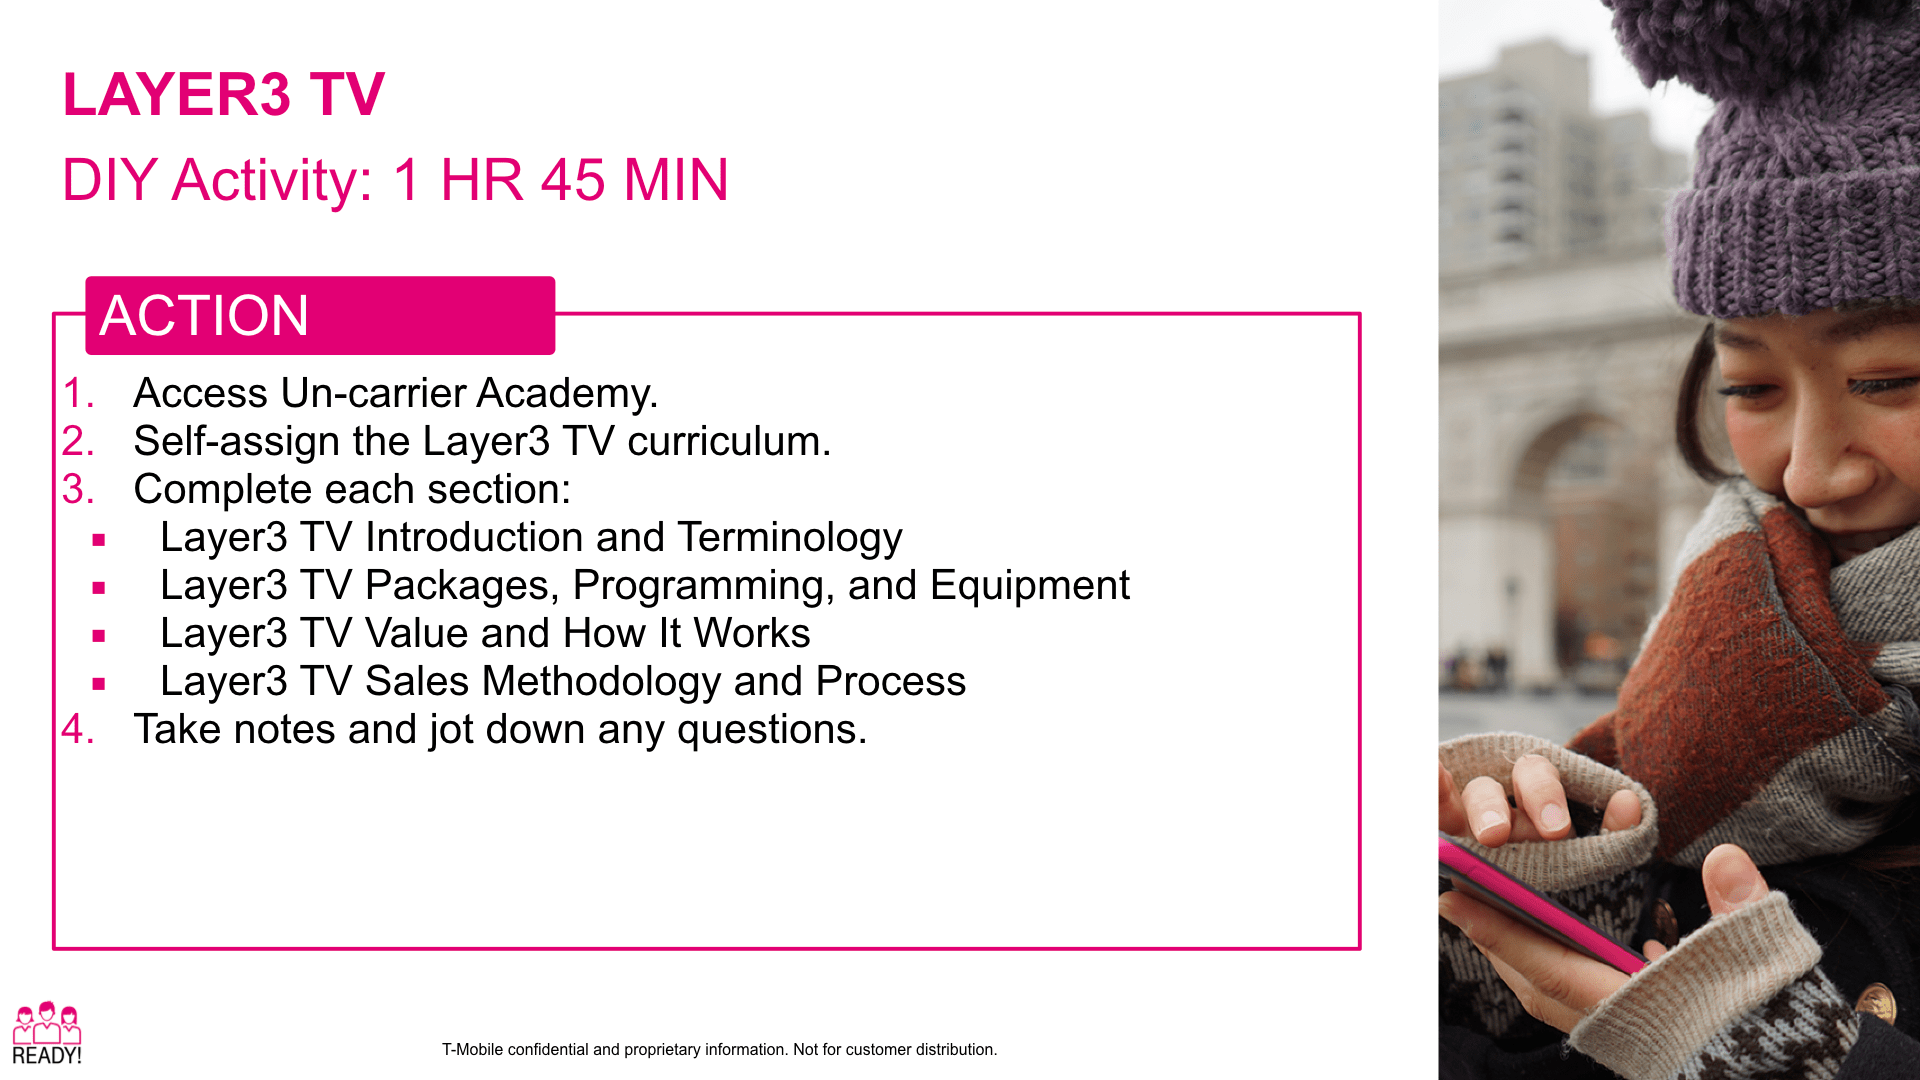 LAYER3 TV
DIY Activity: 1 HR 45 MIN
ACTION
1. Access Un-carrier Academy.
2. Self-assign the Layer3 TV curriculum.
3. Complete each section:
▪ Layer3 TV Introduction and Terminology
▪ Layer3 TV Packages, Programming, and Equipment
▪ Layer3 TV Value and How It Works
▪ Layer3 TV Sales Methodology and Process
4. Take notes and jot down any questions.
READY!
T-Mobile confidential and proprietary information. Not for customer distribution.